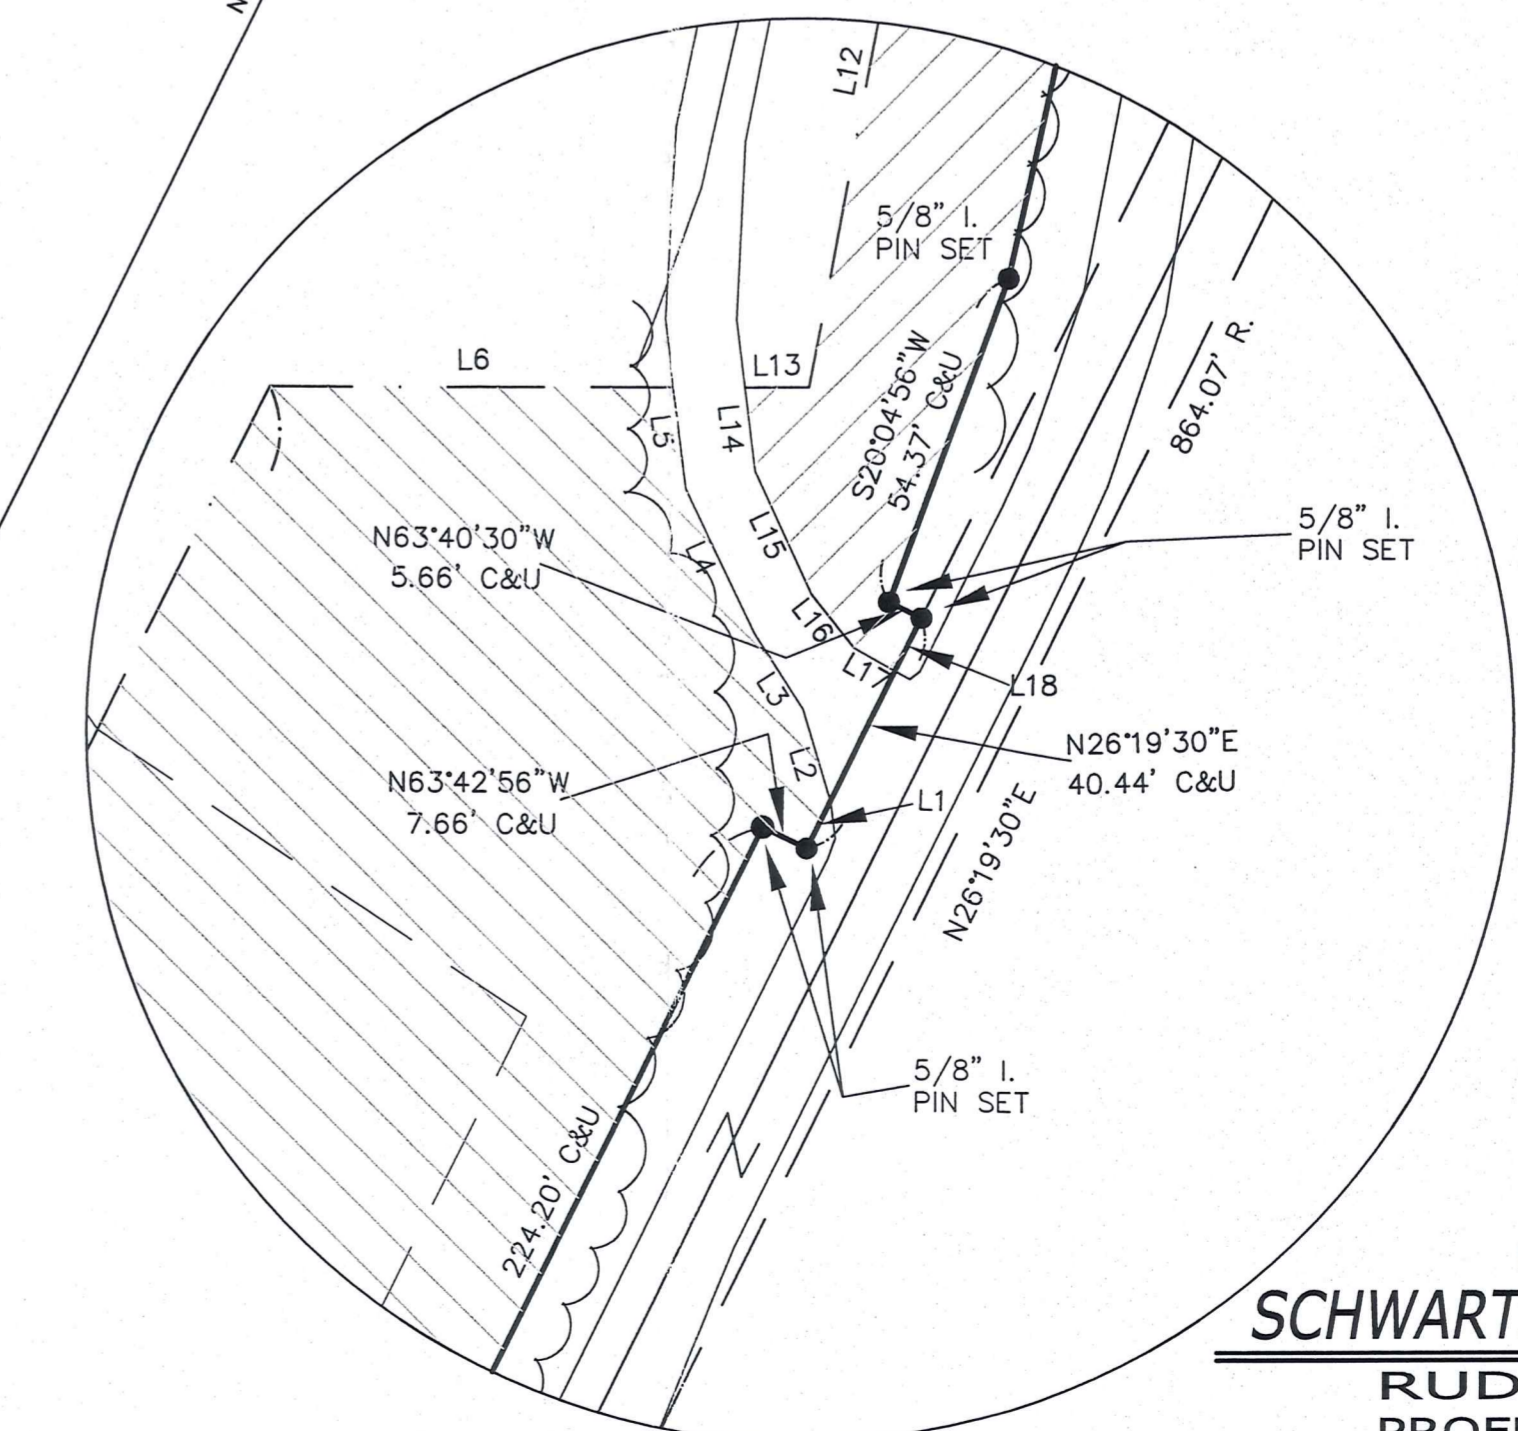 L12
5/8" I.
PIN SET
L6
L13
864.07' R.
L5
L14
S20°04'56"W
54.37' C&U
N63°40'30"W
5.66' C&U
L4
L15
5/8" I.
PIN SET
L16
L17
L3
L18
N63°42'56"W
7.66' C&U
L2
N26°19'30"E
40.44' C&U
L1
N26°19'30"E
5/8" I.
PIN SET
224.20' C&U
SCHWART
RUD